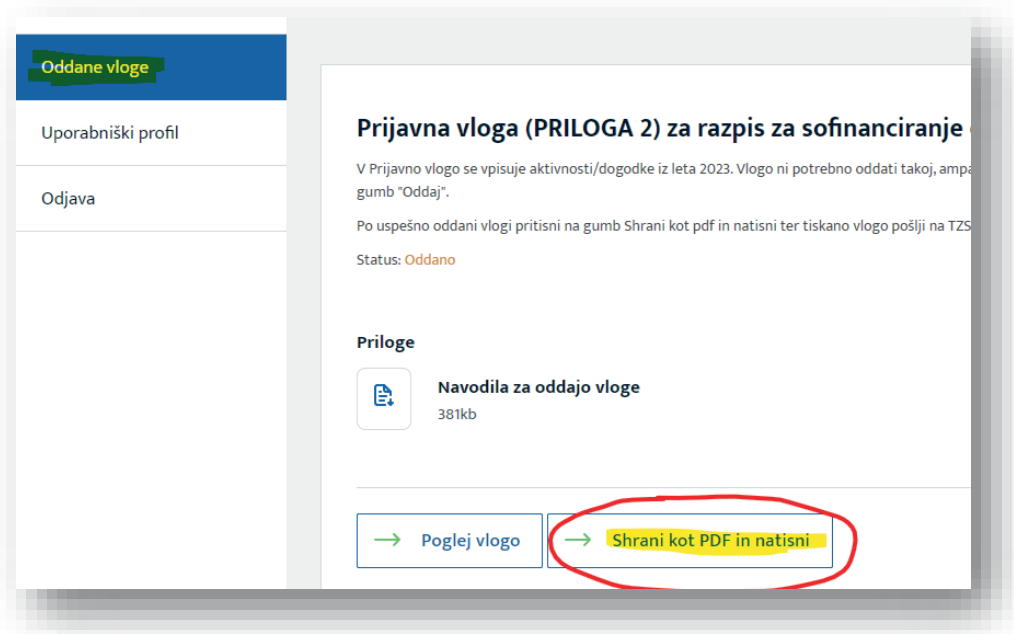 Oddane vloge
Uporabniški profil
Odjava
Prijavna vloga (PRILOGA 2) za razpis za sofinanciranje
V Prijavno vlogo se vpisuje aktivnosti/dogodke iz leta 2023. Vlogo ni potrebno oddati takoj, ampa
gumb "Oddaj".
Po uspešno oddani vlogi pritisni na gumb Shrani kot pdf in natisni ter tiskano vlogo pošlji na TZS
Status: Oddano
Priloge
Navodila za oddajo vloge
381kb
Poglej vlogo
Shrani kot PDF in natisni